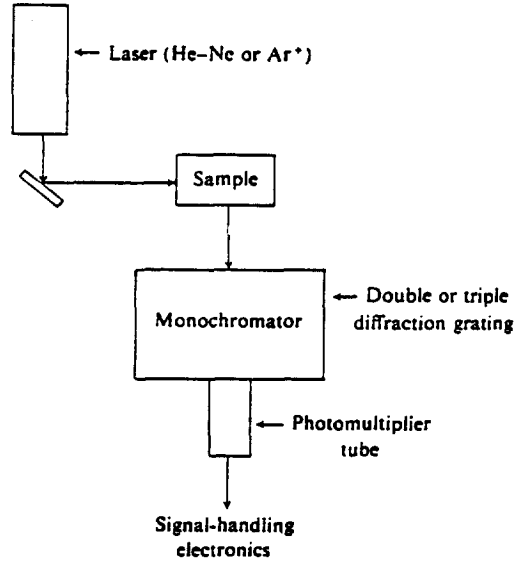 Laser (He–Ne or Ar⁺)
Sample
Monochromator
Double or triple
diffraction grating
Photomultiplier
tube
Signal-handling
electronics